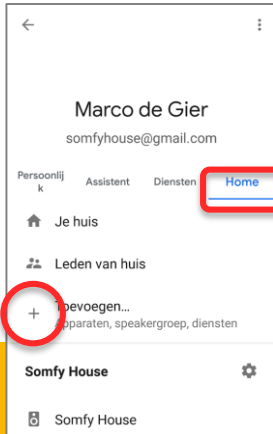 Marco de Gier
somfyhouse@gmail.com
Persoonlij
k
Assistent
Diensten
Home
Je huis
Leden van huis
Toevoegen...
Apparaten, speakergroep, diensten
Somfy House
Somfy House